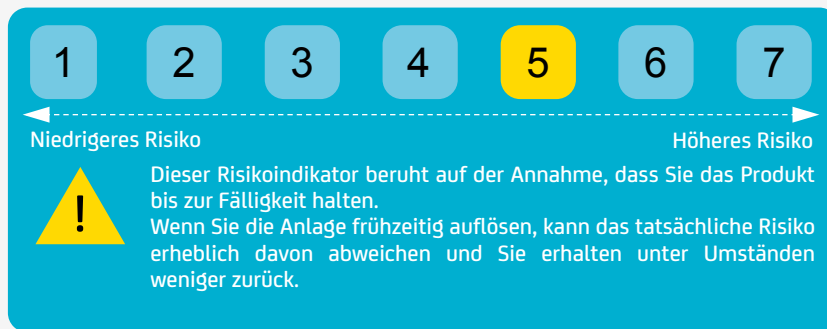 1 2 3 4 5 6 7
Niedrigeres Risiko Höheres Risiko
!
Dieser Risikoindikator beruht auf der Annahme, dass Sie das Produkt
bis zur Fälligkeit halten.
Wenn Sie die Anlage frühzeitig auflösen, kann das tatsächliche Risiko
erheblich davon abweichen und Sie erhalten unter Umständen
weniger zurück.